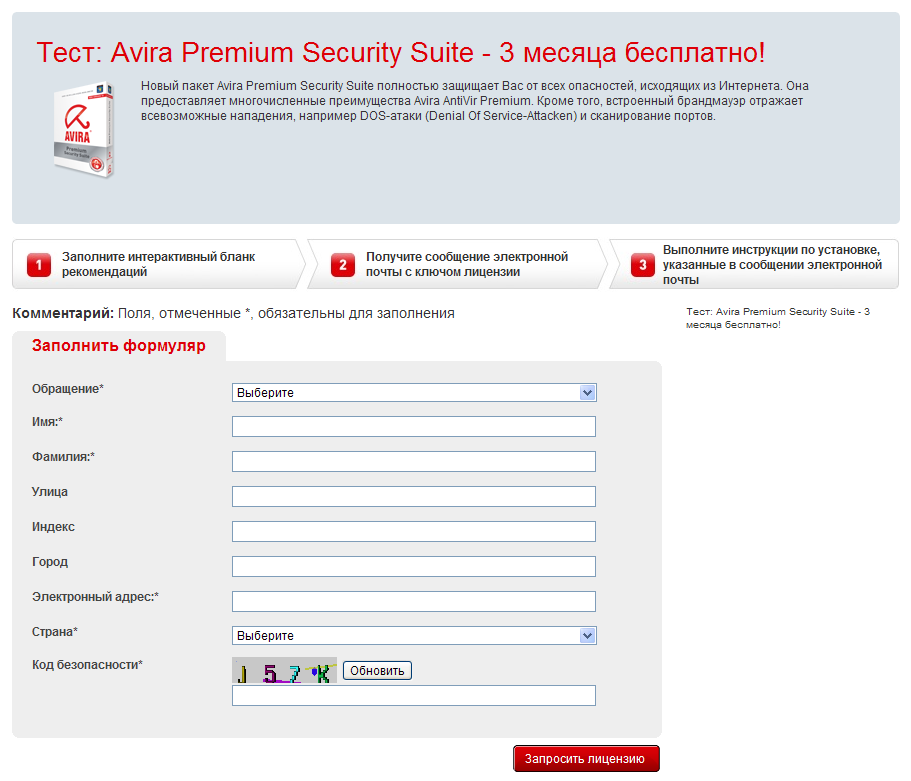 Тест: Avira Premium Security Suite - 3 месяца бесплатно!
Новый пакет Avira Premium Security Suite полностью защищает Вас от всех опасностей, исходящих из Интернета. Она
предоставляет многочисленные преимущества Avira AntiVir Premium. Кроме того, встроенный брандмауэр отражает
всевозможные нападения, например DOS-атаки (Denial Of Service-Attacken) и сканирование портов.
AVIRA
Premium
Security Suite
1
Заполните интерактивный бланк
рекомендаций
2
Получите сообщение электронной
почты с ключом лицензии
3
Выполните инструкции по установке,
указанные в сообщении электронной
почты
Комментарий: Поля, отмеченные *, обязательны для заполнения
Тест: Avira Premium Security Suite - 3
месяца бесплатно!
Заполнить формуляр
Обращение*
Выберите
Имя:*
Фамилия:*
Улица
Индекс
Город
Электронный адрес:*
Страна*
Выберите
Код безопасности*
J 5 7 K
Обновить
Запросить лицензию